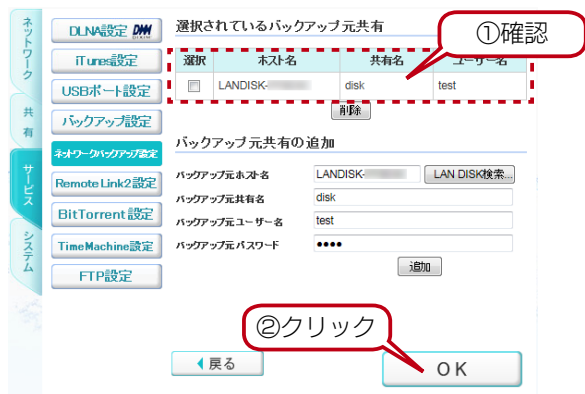 ネットワーク
共有
サービス
システム
DLNA設定
iTunes設定
USBポート設定
バックアップ設定
ネットワークバックアップ設定
RemoteLink2設定
BitTorrent設定
TimeMachine設定
FTP設定
選択されているバックアップ元共有
①確認
選択 ホスト名 共有名 ユーザー名
LANDISK- disk test
削除
バックアップ元共有の追加
バックアップ元ホスト名 LANDISK- LAN DISK検索...
バックアップ元共有名 disk
バックアップ元ユーザー名 test
バックアップ元パスワード ●●●●
追加
②クリック
戻る
OK